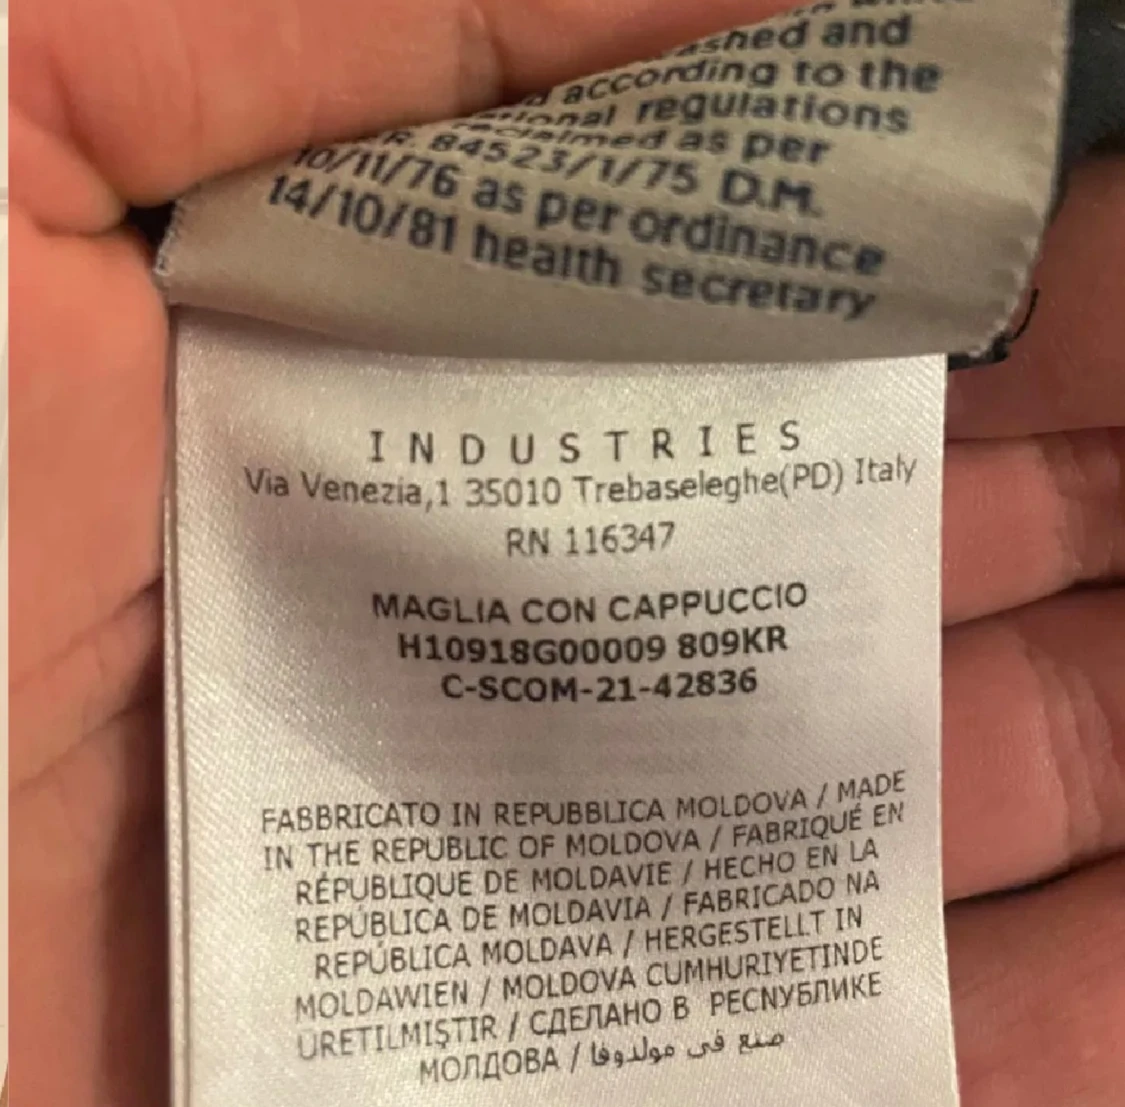 ashed and
according to the
regulations
as per
R. 84523/1/75 D.M.
10/11/76 as per ordinance
14/10/81 health secretary
INDUSTRIES
Via Venezia,1 35010 Trebaseleghe(PD) Italy
RN 116347
MAGLIA CON CAPPUCCIO
H10918G00009 809KR
C-SCOM-21-42836
FABBRICATO IN REPUBBLICA MOLDOVA / MADE
IN THE REPUBLIC OF MOLDOVA / FABRIQUÉ EN
RÉPUBLIQUE DE MOLDAVIE / HECHO EN LA
REPÚBLICA DE MOLDAVIA / FABRICADO NA
REPÚBLICA MOLDAVA / HERGESTELLT IN
MOLDAWIEN / MOLDOVA CUMHURIYETINDE
ÜRETILMIŞTIR / СДЕЛАНО В РЕСNУБЛИКЕ
МОЛДОВА / صنع في مولدوفا